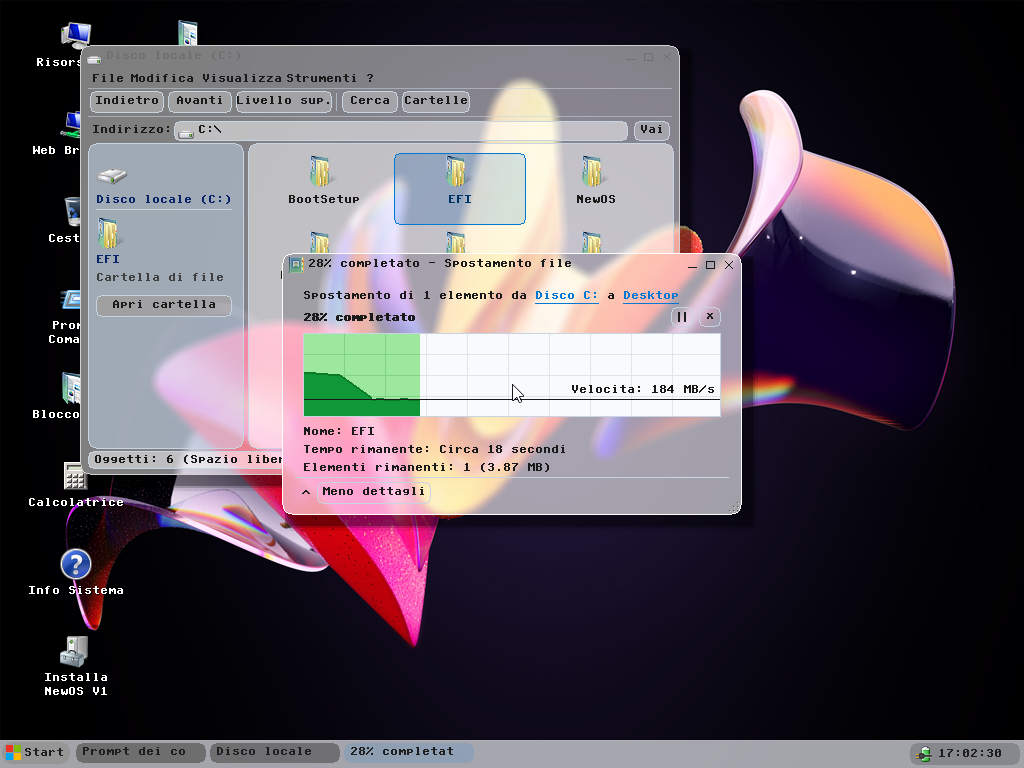 Disco locale (C:)
File Modifica Visualizza Strumenti ?
Indietro Avanti Livello sup. Cerca Cartelle
Indirizzo: C:\ Vai
Disco locale (C:)
EFI
Cartella di file
Apri cartella
BootSetup EFI NewOS
Oggetti: 6 (Spazio liber
28% completato - Spostamento file
Spostamento di 1 elemento da Disco C: a Desktop
28% completato
Velocita: 184 MB/s
Nome: EFI
Tempo rimanente: Circa 18 secondi
Elementi rimanenti: 1 (3.87 MB)
Meno dettagli
Risors
Web Br
Cest
Pron
Coma
Blocco
Calcolatrice
Info Sistema
Installa
NewOS V1
Start Prompt dei co Disco locale 28% completat 17:02:30